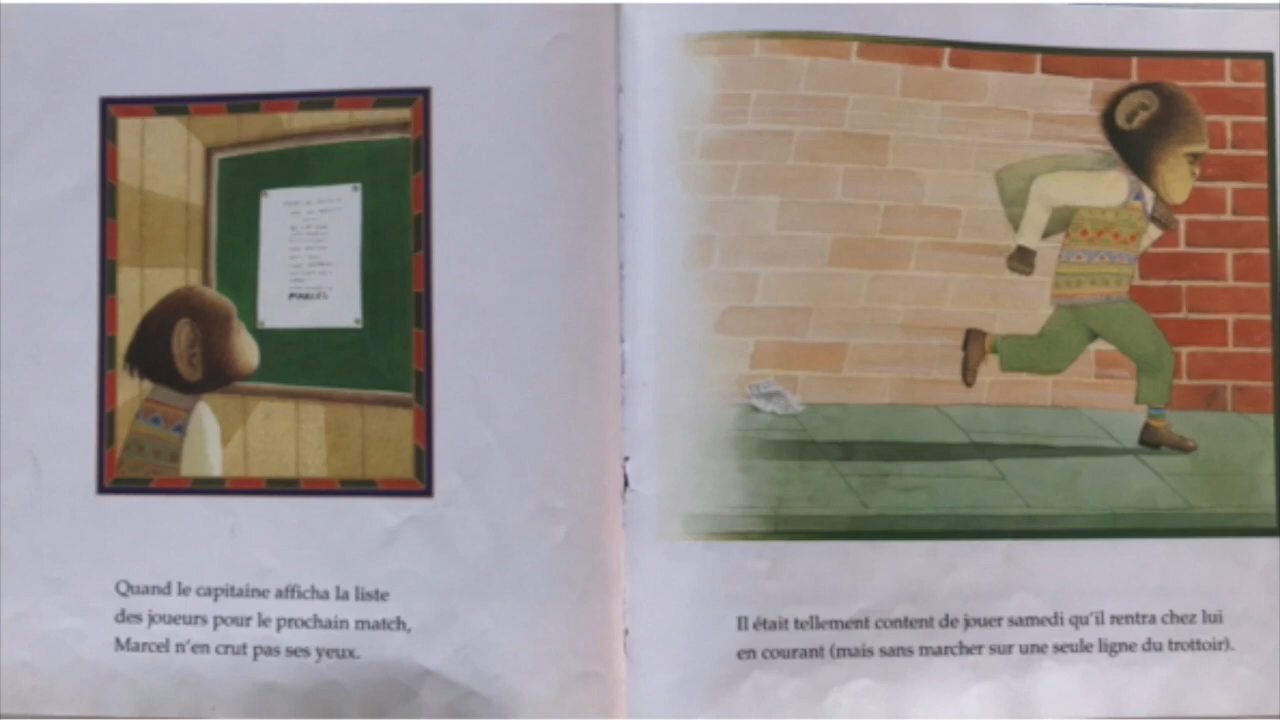 MARCEL
Quand le capitaine afficha la liste
des joueurs pour le prochain match,
Marcel n'en crut pas ses yeux.
Il était tellement content de jouer samedi qu'il rentra chez lui
en courant (mais sans marcher sur une seule ligne du trottoir).